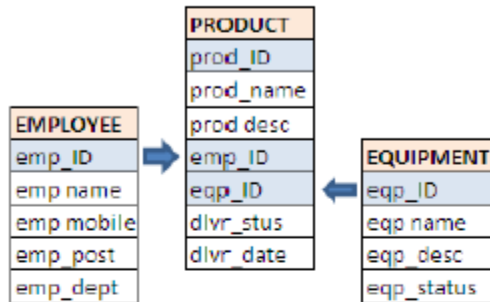 PRODUCT
prod_ID
prod_name
prod desc
emp_ID
eqp_ID
dlvr_stus
dlvr_date
EMPLOYEE
emp_ID
emp name
emp mobile
emp_post
emp_dept
EQUIPMENT
eqp_ID
eqp name
eqp_desc
eqp_status